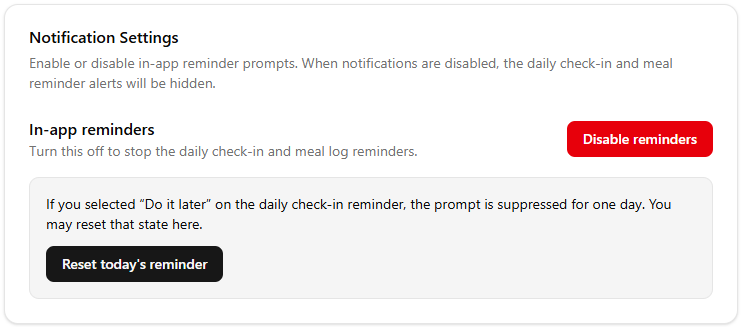 Notification Settings
Enable or disable in-app reminder prompts. When notifications are disabled, the daily check-in and meal
reminder alerts will be hidden.
In-app reminders
Turn this off to stop the daily check-in and meal log reminders.
Disable reminders
If you selected “Do it later” on the daily check-in reminder, the prompt is suppressed for one day. You
may reset that state here.
Reset today's reminder